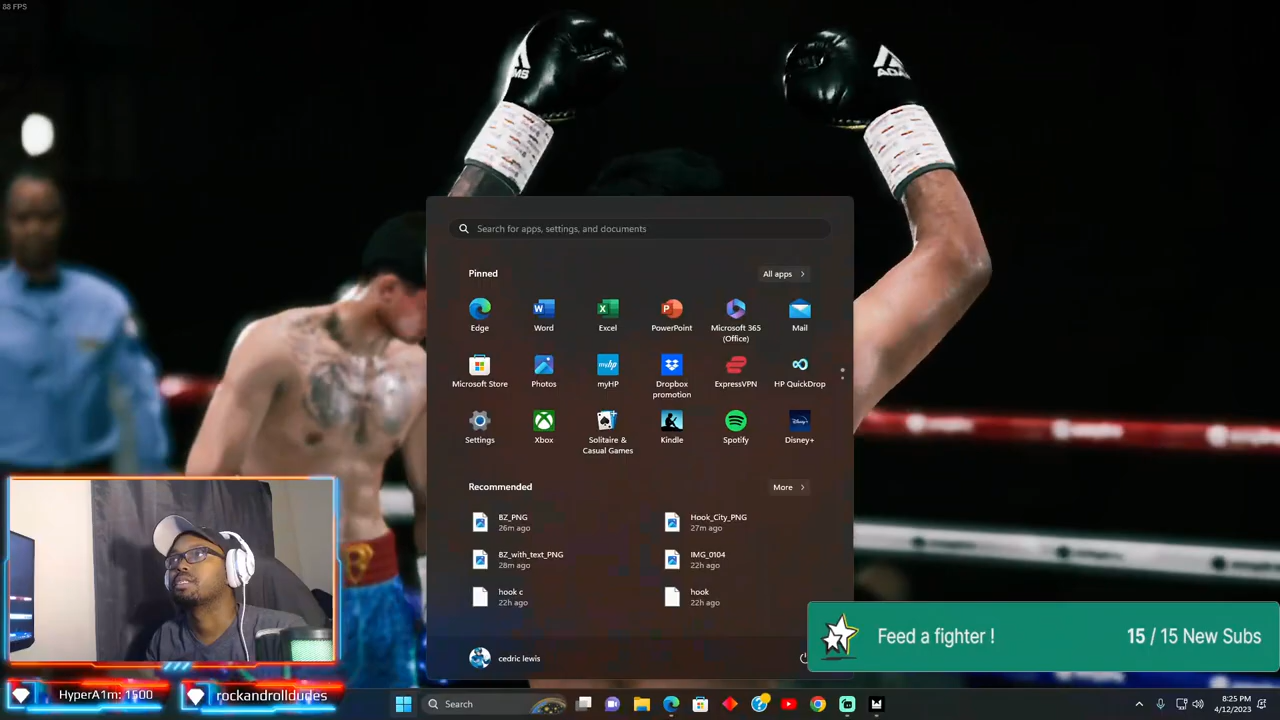 88 FPS
ADAMS
Search for apps, settings, and documents
Pinned
All apps
Edge
Word
Excel
PowerPoint
Microsoft 365
(Office)
Mail
Microsoft Store
Photos
myHP
Dropbox
promotion
ExpressVPN
HP QuickDrop
Settings
Xbox
Solitaire &
Casual Games
Kindle
Spotify
Disney+
Recommended
More
BZ_PNG
26m ago
Hook_City_PNG
27m ago
BZ_with_text_PNG
28m ago
IMG_0104
22h ago
hook c
22h ago
hook
22h ago
Feed a fighter !
15 / 15 New Subs
cedric lewis
HyperA1m: 1500
rockandrolldudes
Search
8:25 PM
4/12/2023